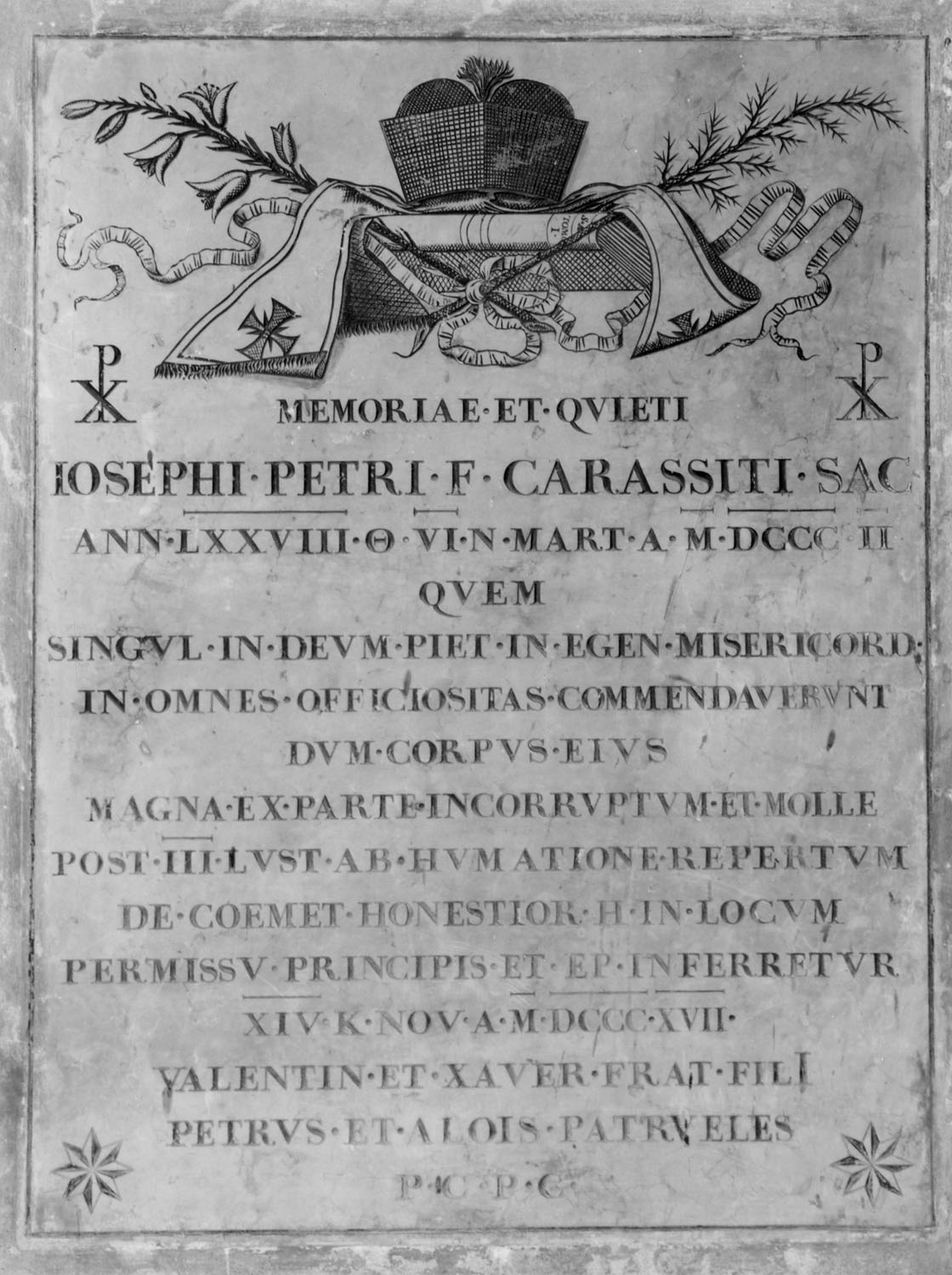 TOM I·
☧ ☧
MEMORIAE·ET·QVIETI
IOSEPHI·PETRI·F·CARASSITI·SAC
ANN·LXXVIII·Θ·VI·N·MART·A·M·DCCC II
QVEM
SINGVL·IN·DEVM·PIET·IN·EGEN·MISERICORD·
IN·OMNES·OFFICIOSITAS·COMMENDAVERVNT
DVM·CORPVS·EIVS
MAGNA·EX·PARTE·INCORRVPTVM·ET·MOLLE
POST·III·LVST·AB·HVMATIONE·REPERTVM
DE·COEMET·HONESTIOR·H·IN·LOCVM
PERMISSV·PRINCIPIS·ET·EP·INFERRETVR
XIV·K·NOV·A·M·DCCC·XVII·
VALENTIN·ET·XAVER·FRAT·FILI
PETRVS·ET·ALOIS·PATRVELES
P·C·P·C·